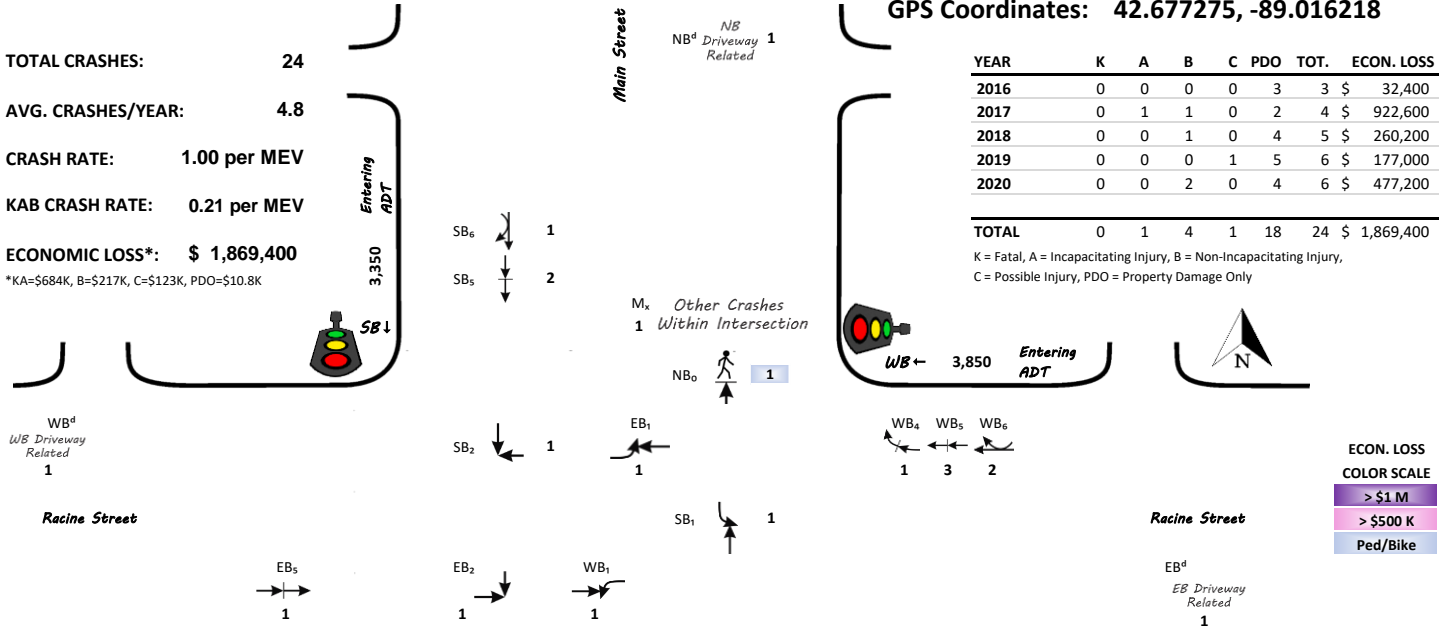 GPS Coordinates: 42.677275, -89.016218
TOTAL CRASHES: 24
AVG. CRASHES/YEAR: 4.8
CRASH RATE: 1.00 per MEV
KAB CRASH RATE: 0.21 per MEV
ECONOMIC LOSS*: $ 1,869,400
*KA=$684K, B=$217K, C=$123K, PDO=$10.8K
Entering
ADT
3,350
SB ↓
Main Street
NBᵈ NB Driveway Related 1
YEAR K A B C PDO TOT. ECON. LOSS
2016 0 0 0 0 3 3 $ 32,400
2017 0 1 1 0 2 4 $ 922,600
2018 0 0 1 0 4 5 $ 260,200
2019 0 0 0 1 5 6 $ 177,000
2020 0 0 2 0 4 6 $ 477,200
TOTAL 0 1 4 1 18 24 $ 1,869,400
K = Fatal, A = Incapacitating Injury, B = Non-Incapacitating Injury,
C = Possible Injury, PDO = Property Damage Only
SB₆ 1
SB₅ 2
Mₓ Other Crashes
1 Within Intersection
NB₀ 1
WB ← 3,850 Entering
ADT
N
WBᵈ
WB Driveway
Related
1
SB₂ 1
EB₁
1
WB₄ WB₅ WB₆
1 3 2
ECON. LOSS
COLOR SCALE
> $1 M
> $500 K
Ped/Bike
Racine Street
SB₁ 1
Racine Street
EB₅
1
EB₂
1
WB₁
1
EBᵈ
EB Driveway
Related
1